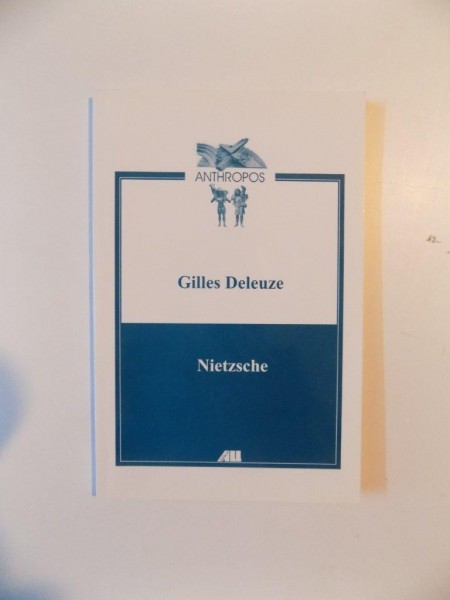 ANTHROPOS
Gilles Deleuze
Nietzsche
ALL